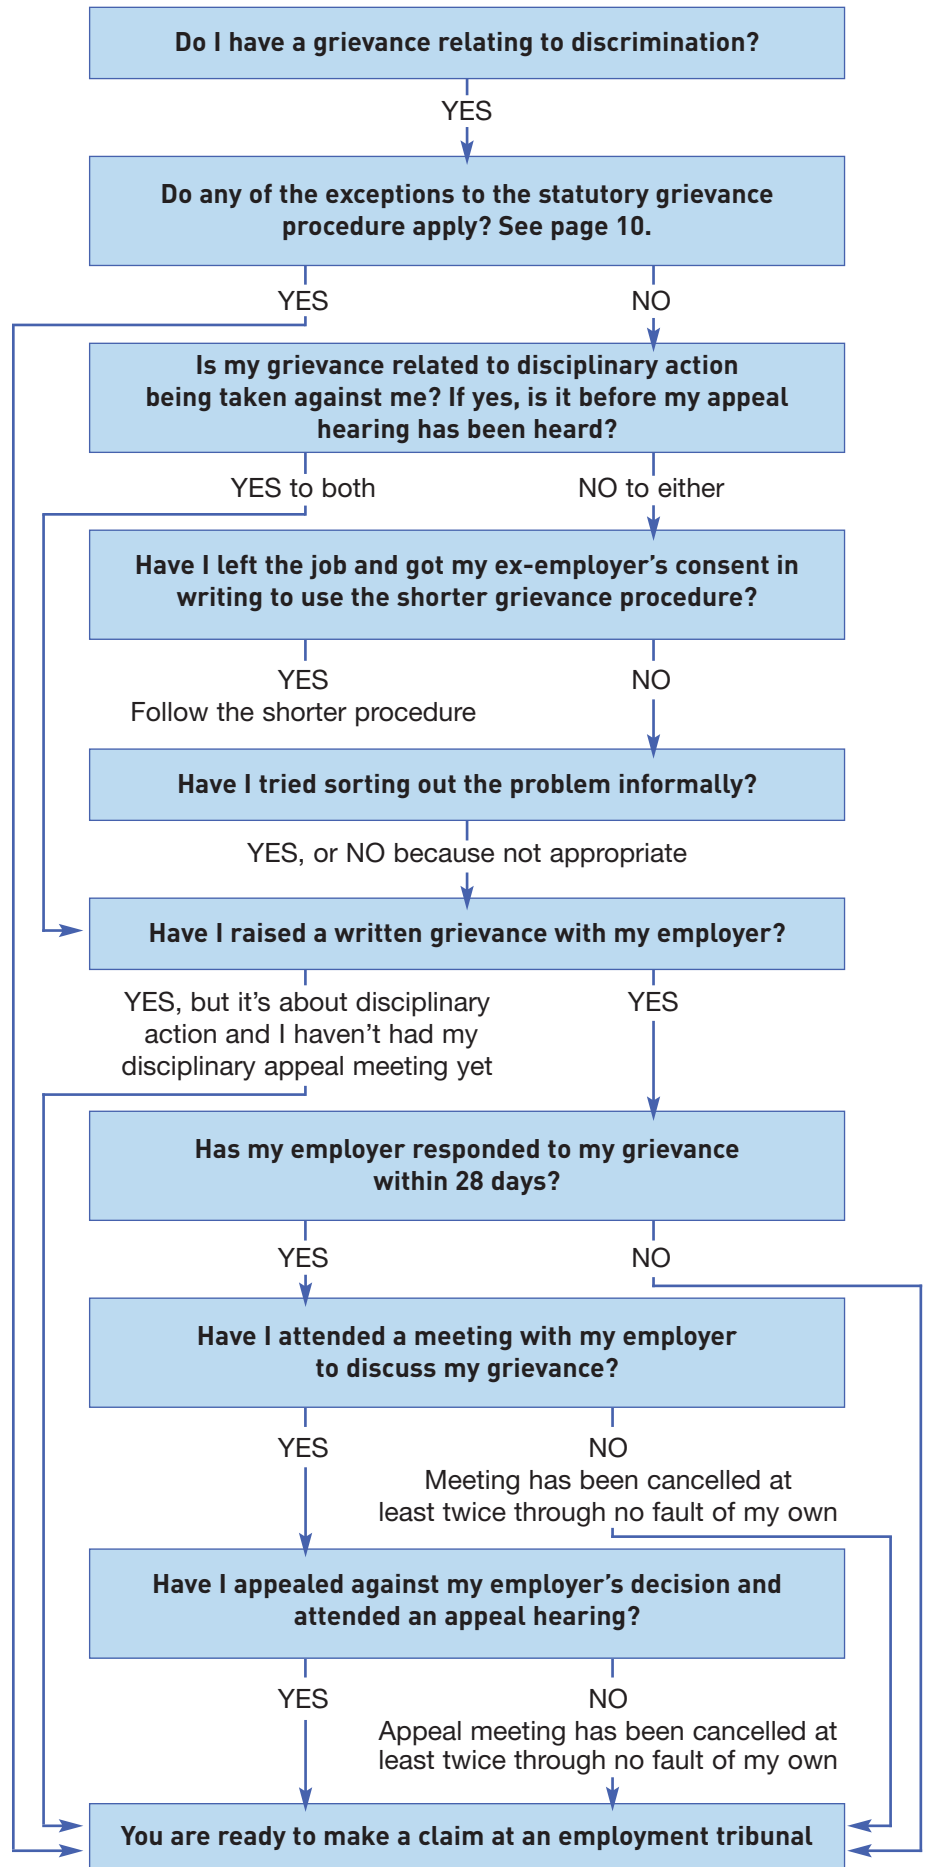 Do I have a grievance relating to discrimination?
YES
Do any of the exceptions to the statutory grievance
procedure apply? See page 10.
YES
NO
Is my grievance related to disciplinary action
being taken against me? If yes, is it before my appeal
hearing has been heard?
YES to both
NO to either
Have I left the job and got my ex-employer’s consent in
writing to use the shorter grievance procedure?
YES
Follow the shorter procedure
NO
Have I tried sorting out the problem informally?
YES, or NO because not appropriate
Have I raised a written grievance with my employer?
YES, but it’s about disciplinary
action and I haven’t had my
disciplinary appeal meeting yet
YES
Has my employer responded to my grievance
within 28 days?
YES
NO
Have I attended a meeting with my employer
to discuss my grievance?
YES
NO
Meeting has been cancelled at
least twice through no fault of my own
Have I appealed against my employer’s decision and
attended an appeal hearing?
YES
NO
Appeal meeting has been cancelled at
least twice through no fault of my own
You are ready to make a claim at an employment tribunal